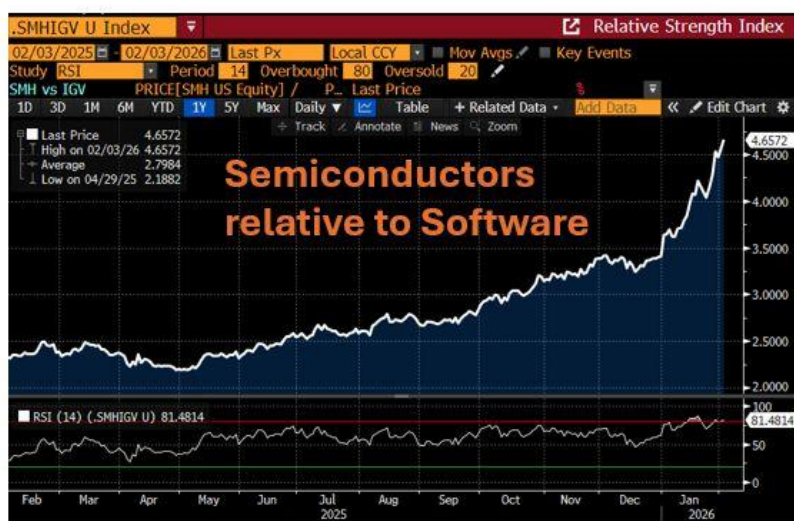 .SMHIGV U Index Relative Strength Index
02/03/2025 - 02/03/2026 Last Px Local CCY Mov Avgs Key Events
Study RSI Period 14 Overbought 80 Oversold 20
SMH vs IGV PRICE[SMH US Equity] / P... Last Price %
1D 3D 1M 6M YTD 1Y 5Y Max Daily ▼ Table + Related Data Add Data « Edit Chart
Track Annotate News Zoom
Last Price 4.6572
High on 02/03/26 4.6572
Average 2.7984
Low on 04/29/25 2.1882
Semiconductors
relative to Software
4.6572
4.5000
4.0000
3.5000
3.0000
2.5000
2.0000
RSI (14) (.SMHIGV U) 81.4814
100
81.4814
50
0
Feb Mar Apr May Jun Jul Aug Sep Oct Nov Dec Jan
2025 2026